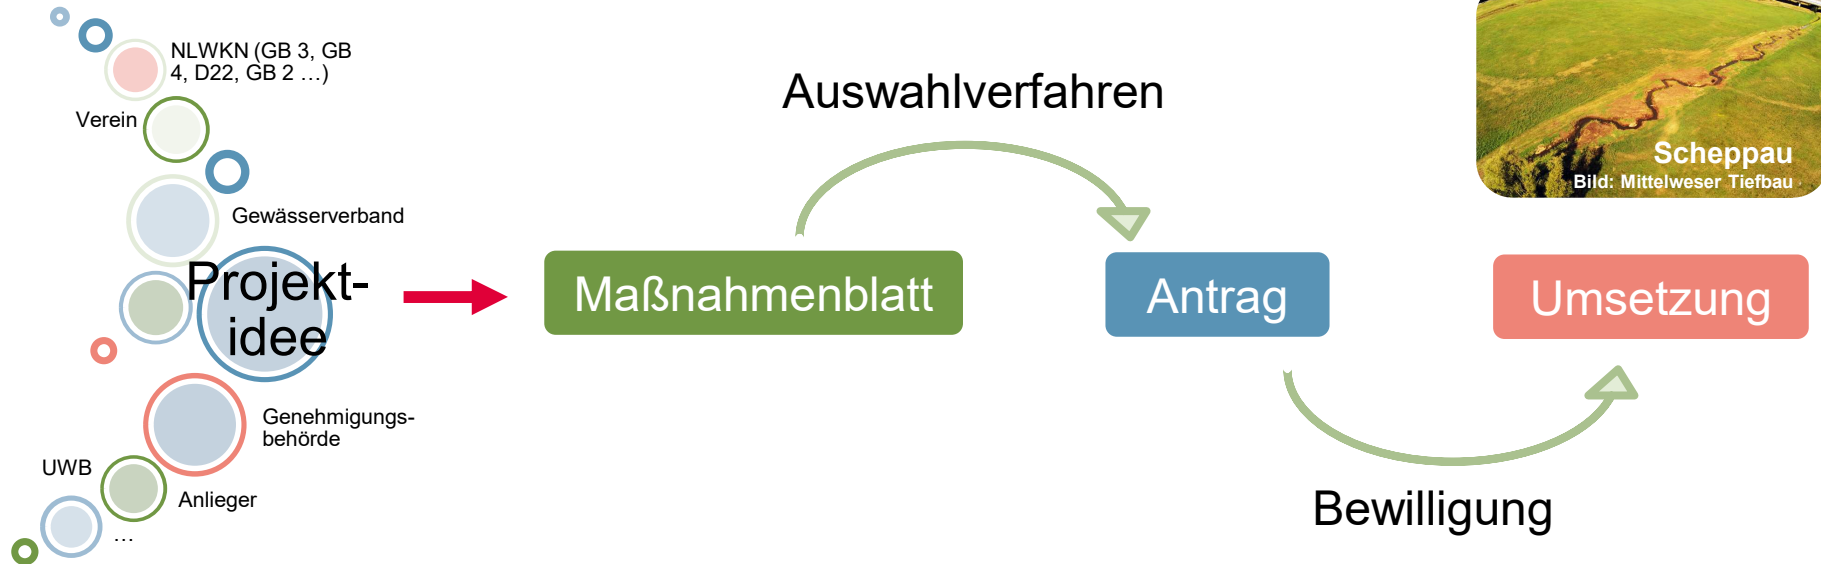 NLWKN (GB 3, GB
4, D22, GB 2 …)
Verein
Gewässerverband
Projekt-
idee
Genehmigungs-
behörde
UWB
Anlieger
…
Maßnahmenblatt
Auswahlverfahren
Antrag
Bewilligung
Umsetzung
Scheppau
Bild: Mittelweser Tiefbau